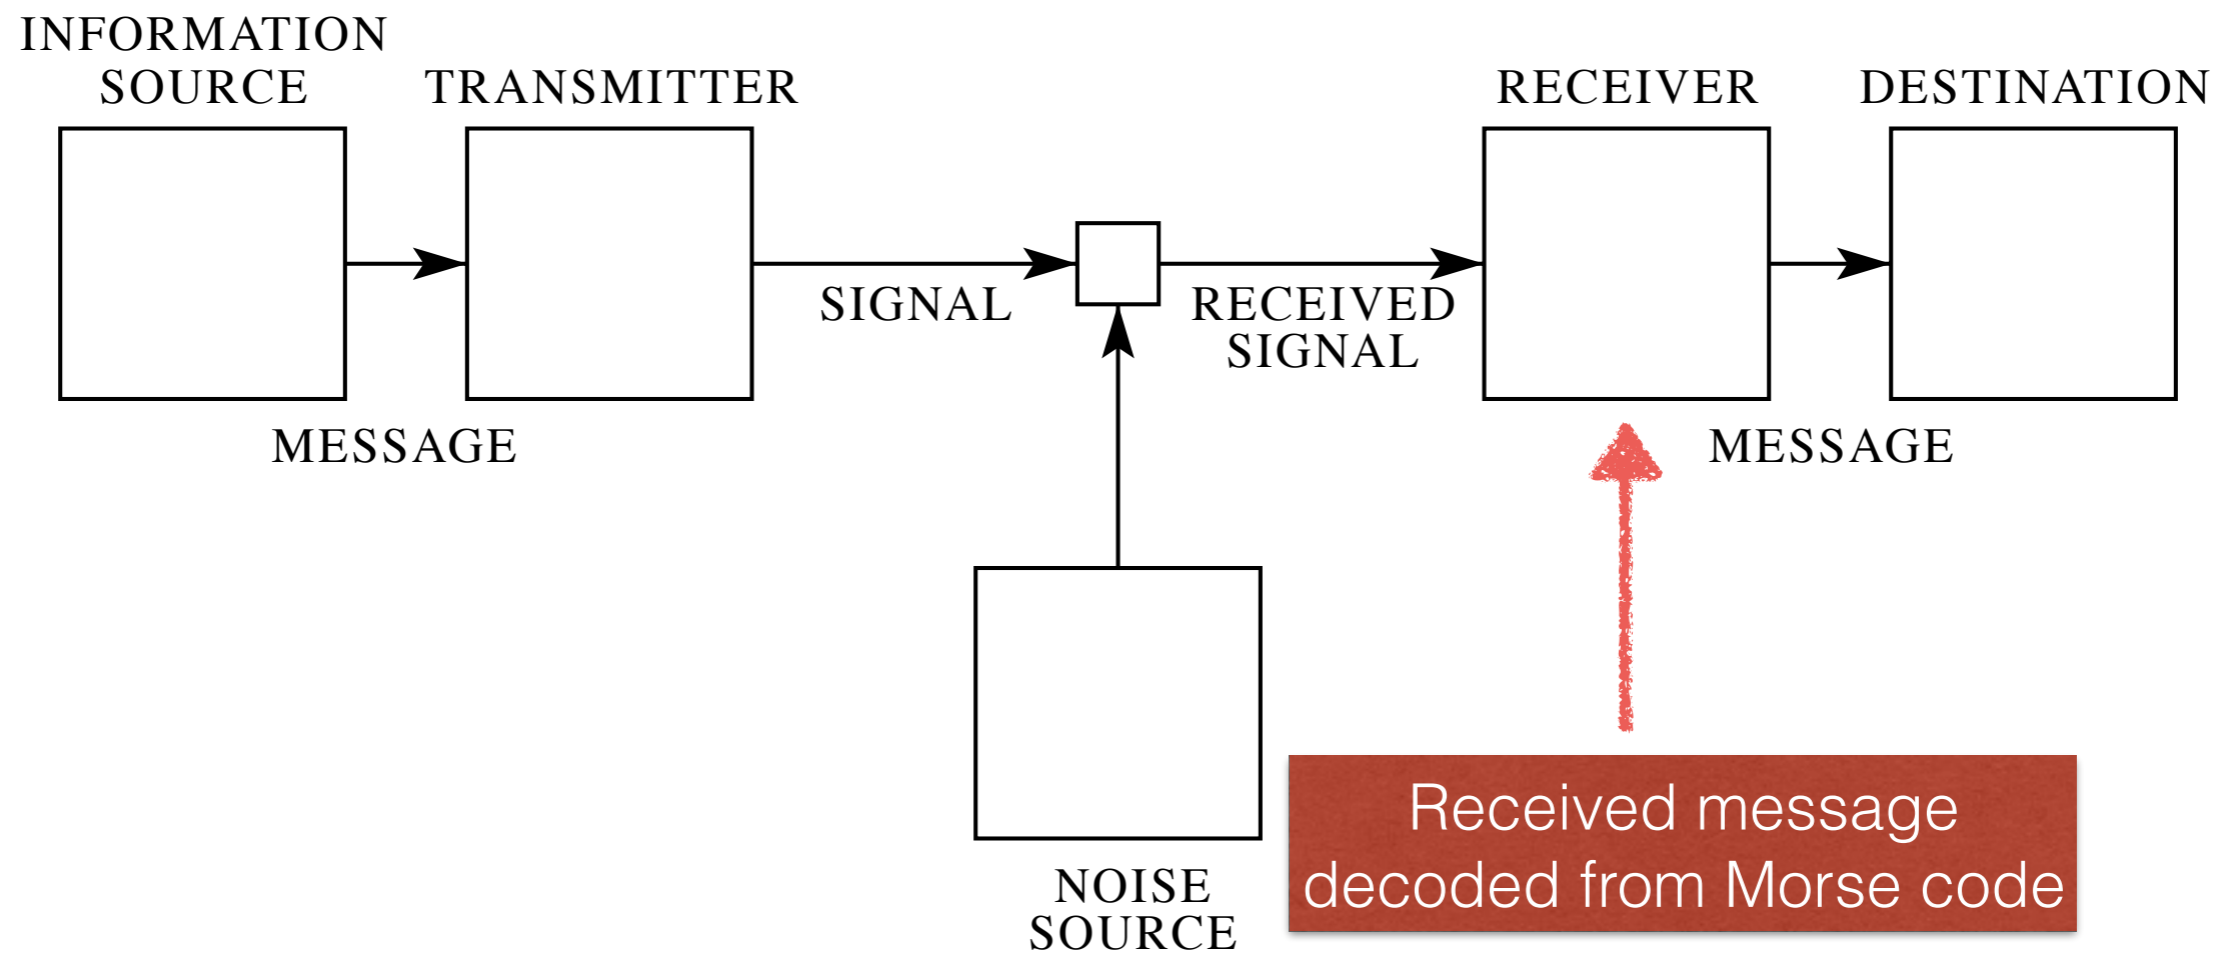 INFORMATION
SOURCE
TRANSMITTER
RECEIVER
DESTINATION
SIGNAL
RECEIVED
SIGNAL
MESSAGE
MESSAGE
NOISE
SOURCE
Received message
decoded from Morse code